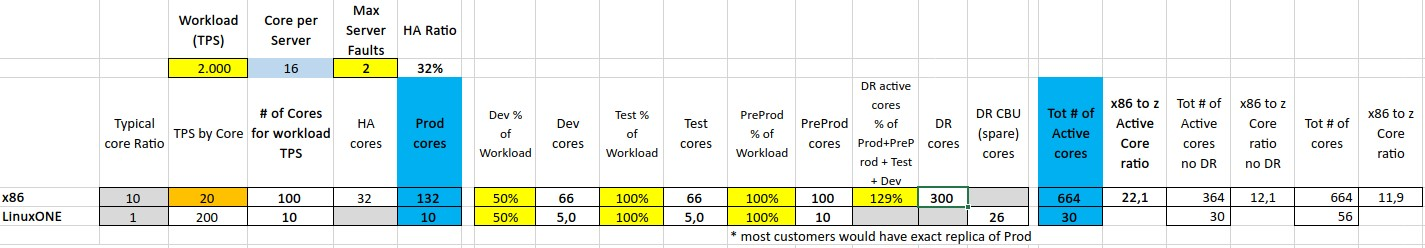 Workload (TPS) Core per Server Max Server Faults HA Ratio
2.000 16 2 32%
Typical core Ratio TPS by Core # of Cores for workload TPS HA cores Prod cores Dev % of Workload Dev cores Test % of Workload Test cores PreProd % of Workload PreProd cores DR active cores % of Prod+PreP rod + Test + Dev DR cores DR CBU (spare) cores Tot # of Active cores x86 to z Active Core ratio Tot # of Active cores no DR x86 to z Core ratio no DR Tot # of cores x86 to z Core ratio
x86 10 20 100 32 132 50% 66 100% 66 100% 100 129% 300 664 22,1 364 12,1 664 11,9
LinuxONE 1 200 10 10 50% 5,0 100% 5,0 100% 10 26 30 30 56
* most customers would have exact replica of Prod